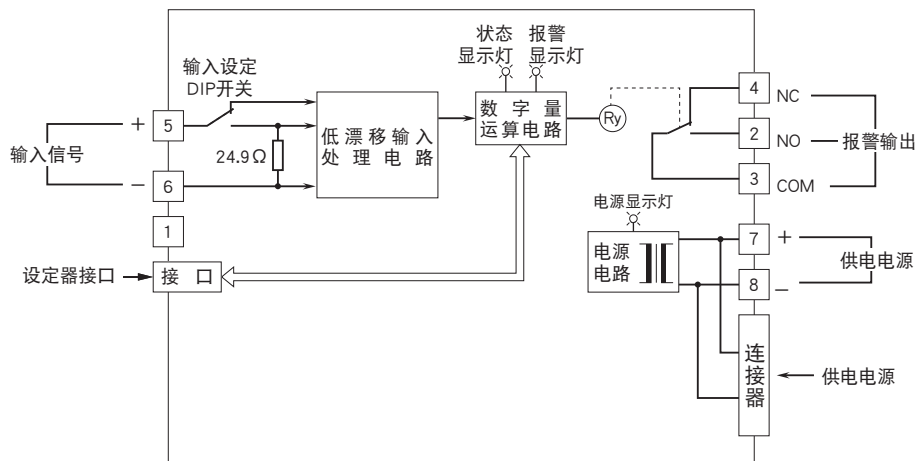 状态
显示灯
报警
显示灯
输入设定
DIP开关
输入信号
+
5
24.9Ω
−
6
1
低漂移输入
处理电路
数字量
运算电路
Ry
4
NC
2
NO
3
COM
报警输出
电源显示灯
电源
电路
7
+
8
−
供电电源
设定器接口
接口
连接器
供电电源